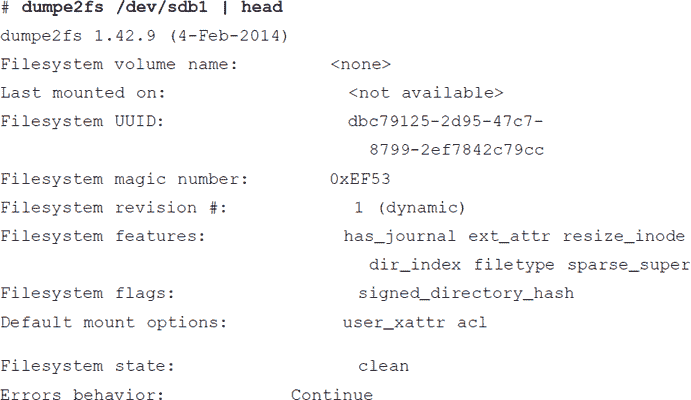 # dumpe2fs /dev/sdb1 | head
dumpe2fs 1.42.9 (4-Feb-2014)
Filesystem volume name: <none>
Last mounted on: <not available>
Filesystem UUID: dbc79125-2d95-47c7-
8799-2ef7842c79cc
Filesystem magic number: 0xEF53
Filesystem revision #: 1 (dynamic)
Filesystem features: has_journal ext_attr resize_inode
dir_index filetype sparse_super
Filesystem flags: signed_directory_hash
Default mount options: user_xattr acl
Filesystem state: clean
Errors behavior: Continue